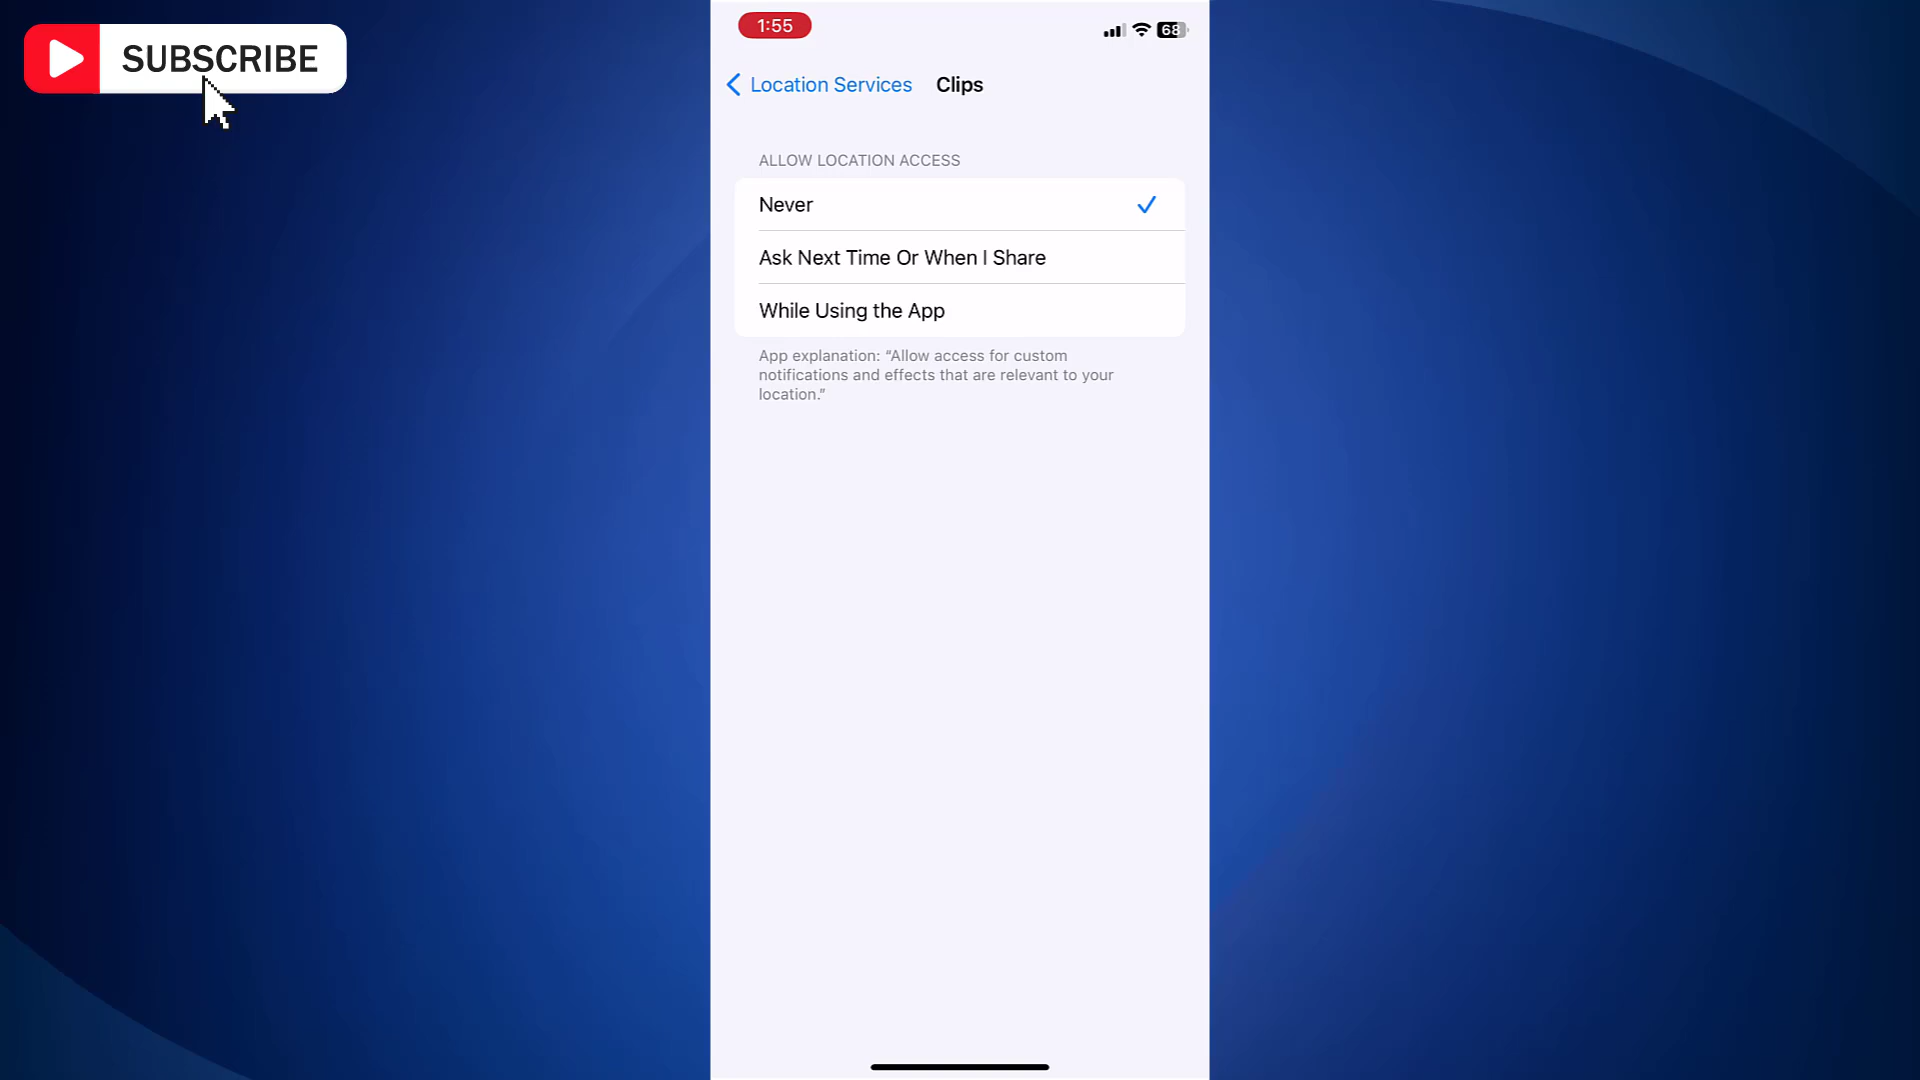 SUBSCRIBE
1:55
68
Location Services Clips
ALLOW LOCATION ACCESS
Never
Ask Next Time Or When I Share
While Using the App
App explanation: “Allow access for custom
notifications and effects that are relevant to your
location.”